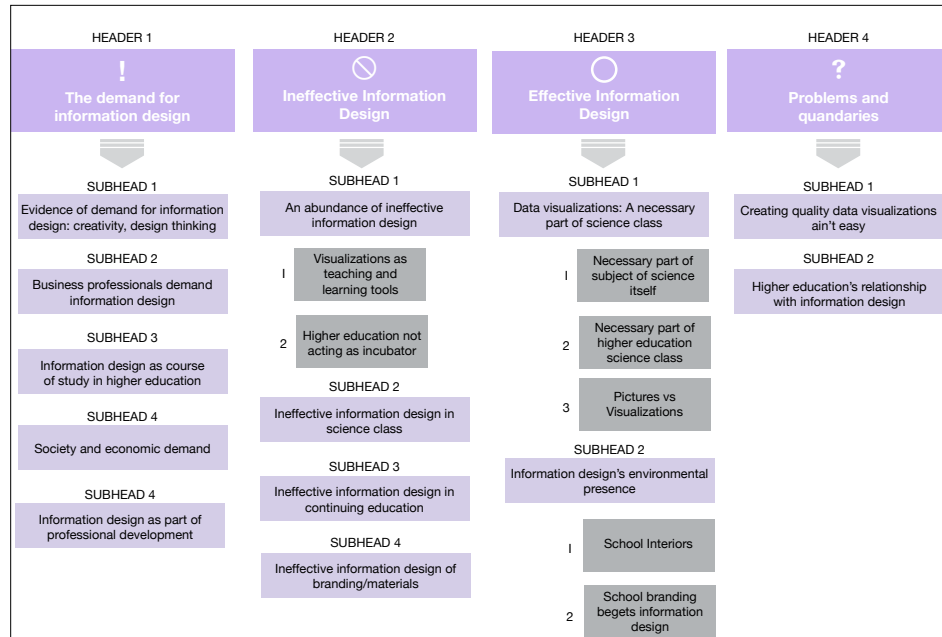 HEADER 1
!
The demand for
information design
SUBHEAD 1
Evidence of demand for information
design: creativity, design thinking
SUBHEAD 2
Business professionals demand
information design
SUBHEAD 3
Information design as course
of study in higher education
SUBHEAD 4
Society and economic demand
SUBHEAD 4
Information design as part of
professional development
HEADER 2
Ineffective Information
Design
SUBHEAD 1
An abundance of ineffective
information design
1
Visualizations as
teaching and
learning tools
2
Higher education not
acting as incubator
SUBHEAD 2
Ineffective information design in
science class
SUBHEAD 3
Ineffective information design in
continuing education
SUBHEAD 4
Ineffective information design of
branding/materials
HEADER 3
Effective Information
Design
SUBHEAD 1
Data visualizations: A necessary
part of science class
1
Necessary part of
subject of science
itself
2
Necessary part of
higher education
science class
3
Pictures vs
Visualizations
SUBHEAD 2
Information design's environmental
presence
1
School Interiors
2
School branding
begets information
design
HEADER 4
?
Problems and
quandaries
SUBHEAD 1
Creating quality data visualizations
ain't easy
SUBHEAD 2
Higher education's relationship
with information design